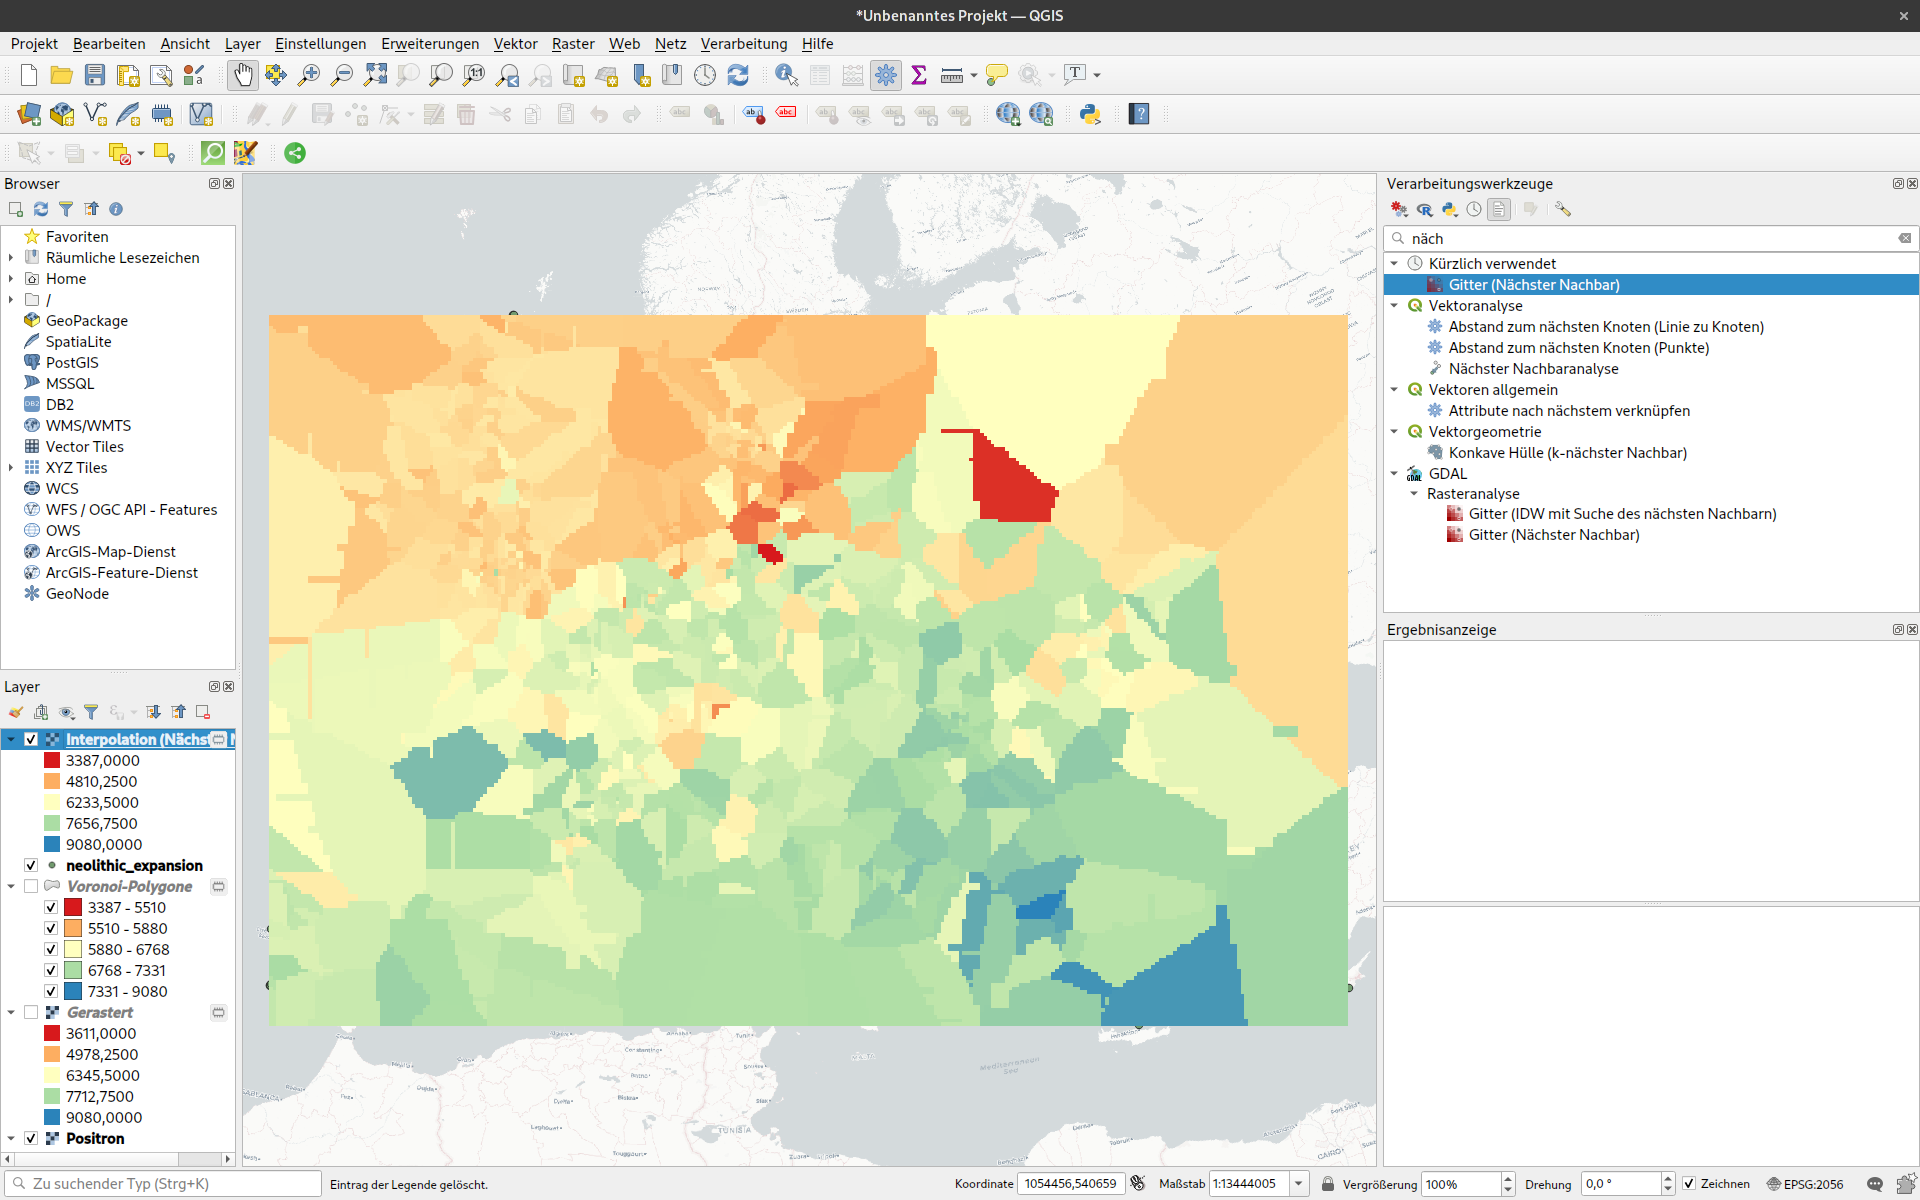 *Unbenanntes Projekt — QGIS
Projekt Bearbeiten Ansicht Layer Einstellungen Erweiterungen Vektor Raster Web Netz Verarbeitung Hilfe
Browser
Favoriten
Räumliche Lesezeichen
Home
/
GeoPackage
SpatiaLite
PostGIS
MSSQL
DB2
WMS/WMTS
Vector Tiles
XYZ Tiles
WCS
WFS / OGC API - Features
OWS
ArcGIS-Map-Dienst
ArcGIS-Feature-Dienst
GeoNode
Layer
Interpolation (Nächst
3387,0000
4810,2500
6233,5000
7656,7500
9080,0000
neolithic_expansion
Voronoi-Polygone
3387 - 5510
5510 - 5880
5880 - 6768
6768 - 7331
7331 - 9080
Gerastert
3611,0000
4978,2500
6345,5000
7712,7500
9080,0000
Positron
TUNISIA
Mediterranean
Sea
CAIRO
Verarbeitungswerkzeuge
näch
Kürzlich verwendet
Gitter (Nächster Nachbar)
Vektoranalyse
Abstand zum nächsten Knoten (Linie zu Knoten)
Abstand zum nächsten Knoten (Punkte)
Nächster Nachbaranalyse
Vektoren allgemein
Attribute nach nächstem verknüpfen
Vektorgeometrie
Konkave Hülle (k-nächster Nachbar)
GDAL
Rasteranalyse
Gitter (IDW mit Suche des nächsten Nachbarn)
Gitter (Nächster Nachbar)
Ergebnisanzeige
Zu suchender Typ (Strg+K) Eintrag der Legende gelöscht. Koordinate 1054456,540659 Maßstab 1:13444005 Vergrößerung 100% Drehung 0,0 ° Zeichnen EPSG:2056